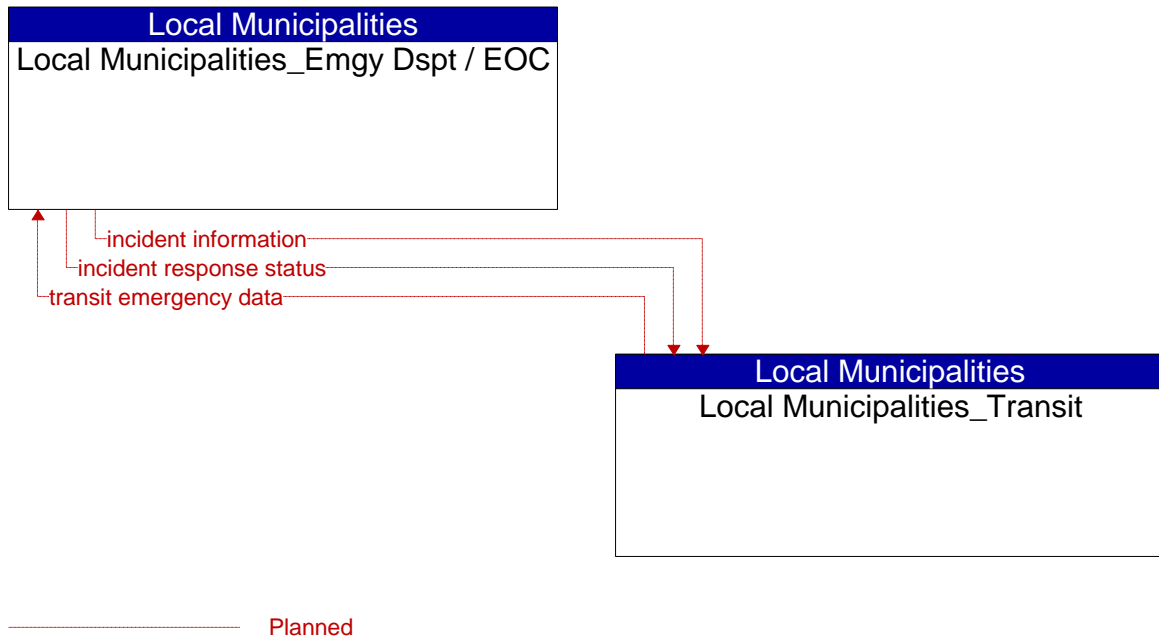 Local Municipalities
Local Municipalities_Emgy Dspt / EOC
incident information
incident response status
transit emergency data
Local Municipalities
Local Municipalities_Transit
Planned